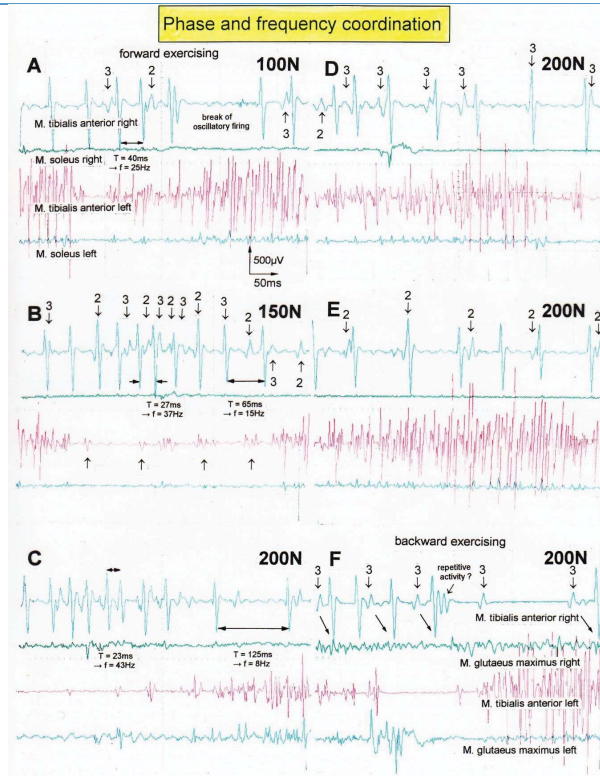 Phase and frequency coordination
forward exercising
A
3
2
100N
M. tibialis anterior right
break of
oscillatory firing
3
M. soleus right
T = 40ms
→ f = 25Hz
M. tibialis anterior left
M. soleus left
500µV
50ms
D
3
3
3
3
3
200N
3
2
B
3
2
3
2
3
2
3
2
3
150N
2
3
2
T = 27ms
→ f = 37Hz
T = 65ms
→ f = 15Hz
E
2
200N
2
2
2
2
C
200N
T = 23ms
→ f = 43Hz
T = 125ms
→ f = 8Hz
backward exercising
F
200N
repetitive
activity ?
3
3
3
3
3
M. tibialis anterior right
M. glutaeus maximus right
M. tibialis anterior left
M. glutaeus maximus left